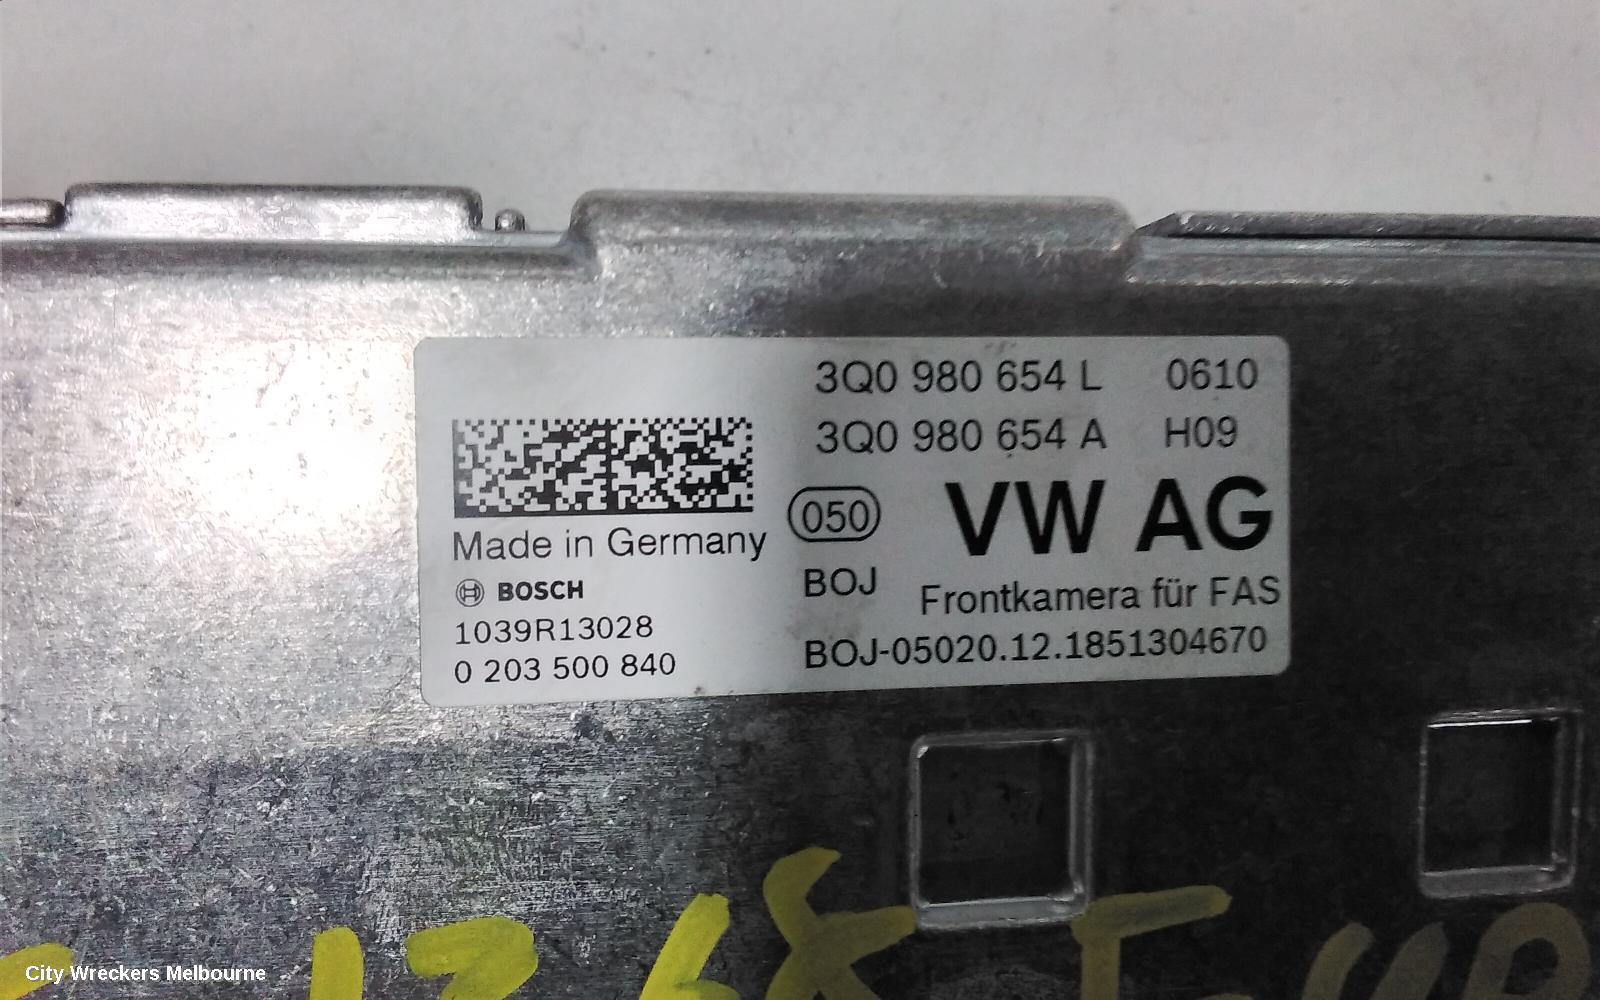 3Q0 980 654 L 0610
3Q0 980 654 A H09
050 VW AG
Made in Germany
BOJ Frontkamera für FAS
BOSCH
1039R13028
BOJ-05020.12.1851304670
0 203 500 840
City Wreckers Melbourne